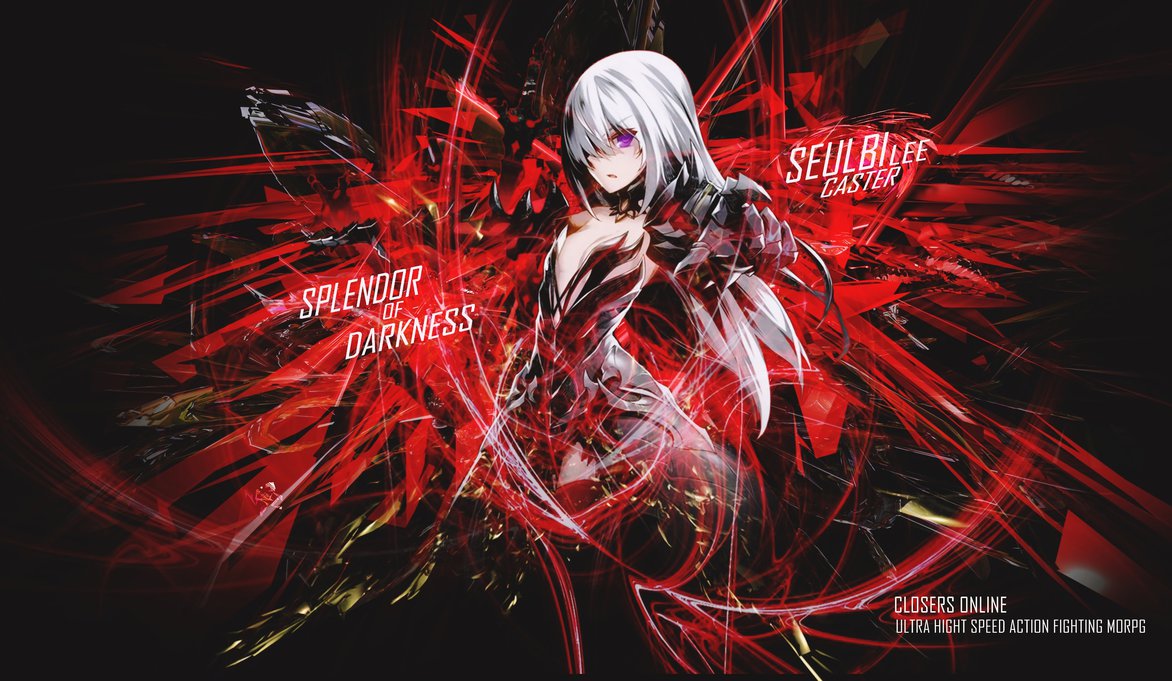 SEULBI LEE
CASTER
SPLENDOR
OF
DARKNESS
CLOSERS ONLINE
ULTRA HIGHT SPEED ACTION FIGHTING MORPG